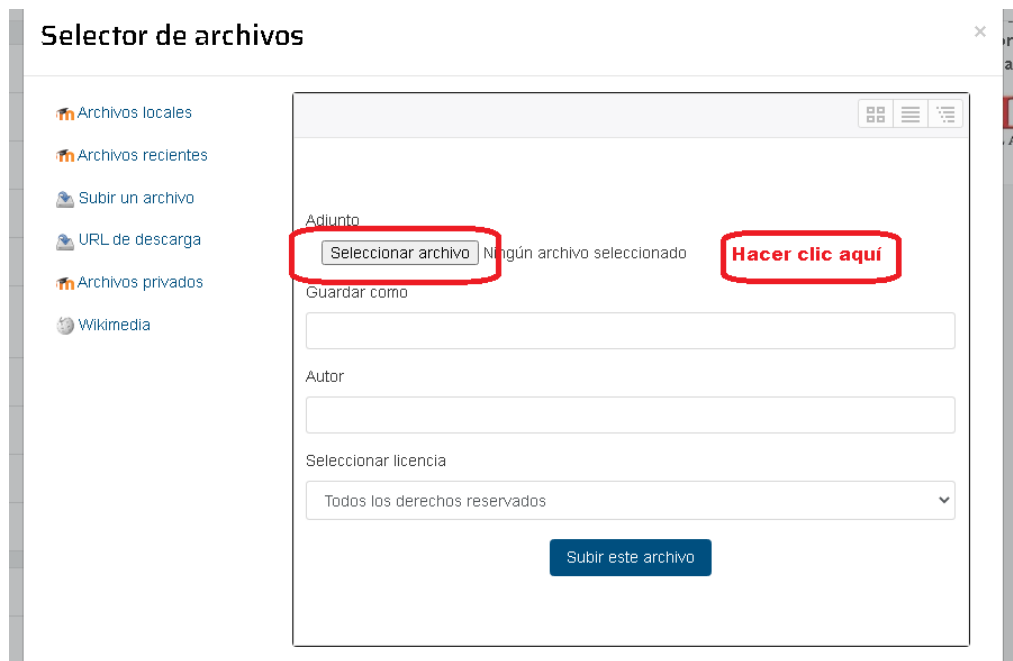 Selector de archivos
×
Archivos locales
Archivos recientes
Subir un archivo
URL de descarga
Archivos privados
Wikimedia
Adjunto
Seleccionar archivo Ningún archivo seleccionado
Hacer clic aquí
Guardar como
Autor
Seleccionar licencia
Todos los derechos reservados
Subir este archivo